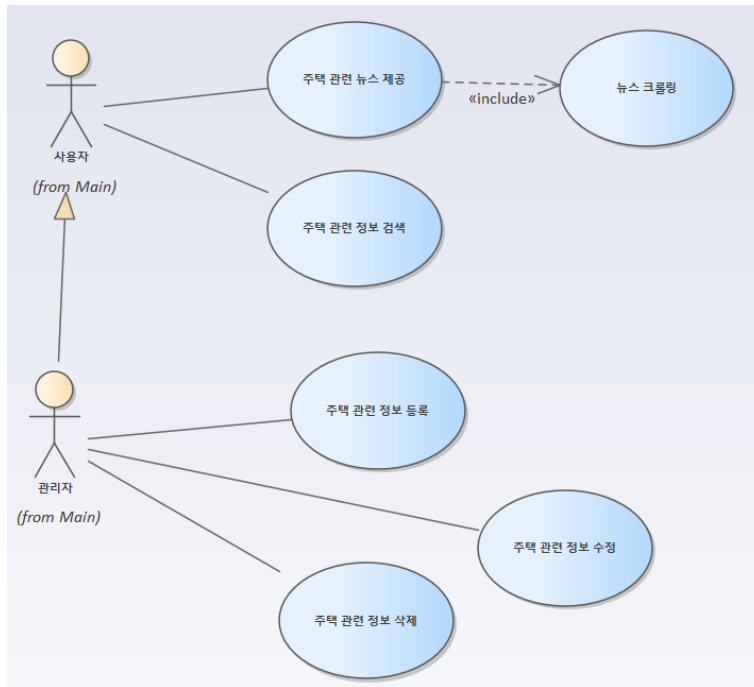 주택 관련 뉴스 제공
«include»
뉴스 크롤링
사용자
(from Main)
주택 관련 정보 검색
주택 관련 정보 등록
관리자
(from Main)
주택 관련 정보 수정
주택 관련 정보 삭제